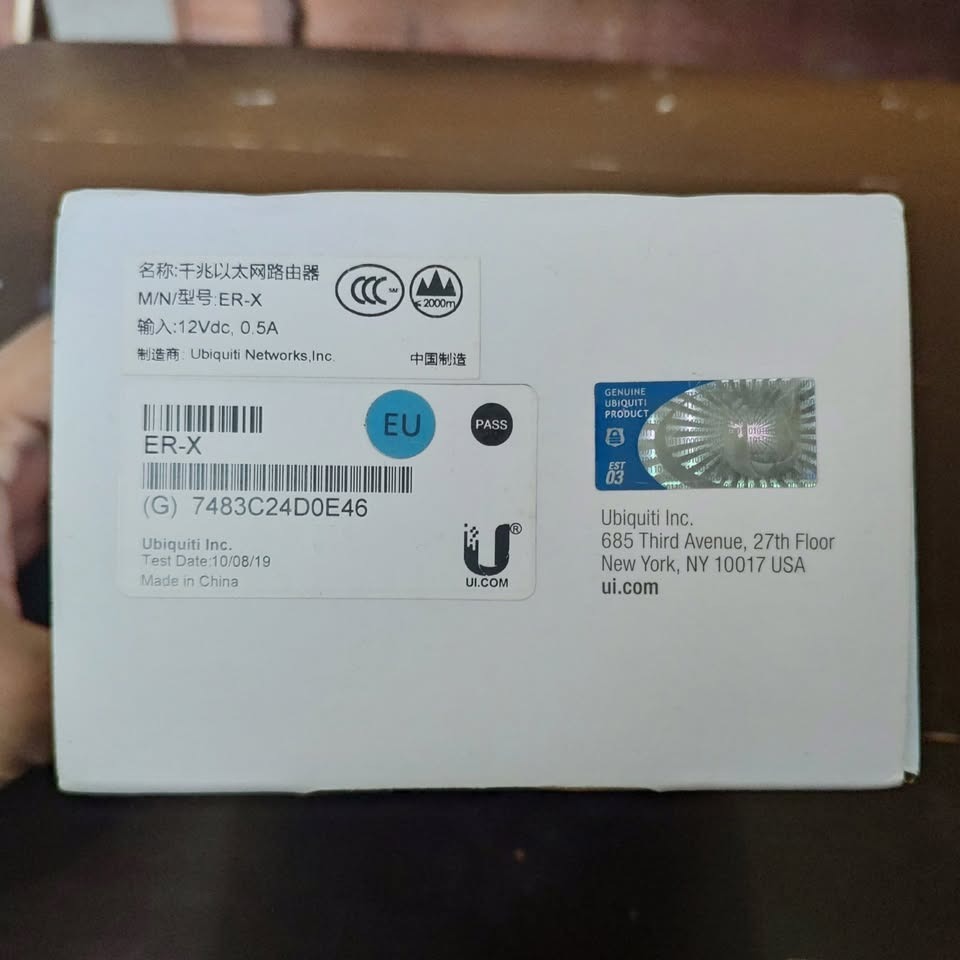 名称:千兆以太网路由器
M/N/型号:ER-X
输入:12Vdc, 0.5A
制造商: Ubiquiti Networks,Inc.
中国制造
CCC
≤ 2000m
ER-X
EU
PASS
(G) 7483C24D0E46
Ubiquiti Inc.
Test Date:10/08/19
Made in China
U®
UI.COM
GENUINE
UBIQUITI
PRODUCT
EST
03
Ubiquiti Inc.
685 Third Avenue, 27th Floor
New York, NY 10017 USA
ui.com